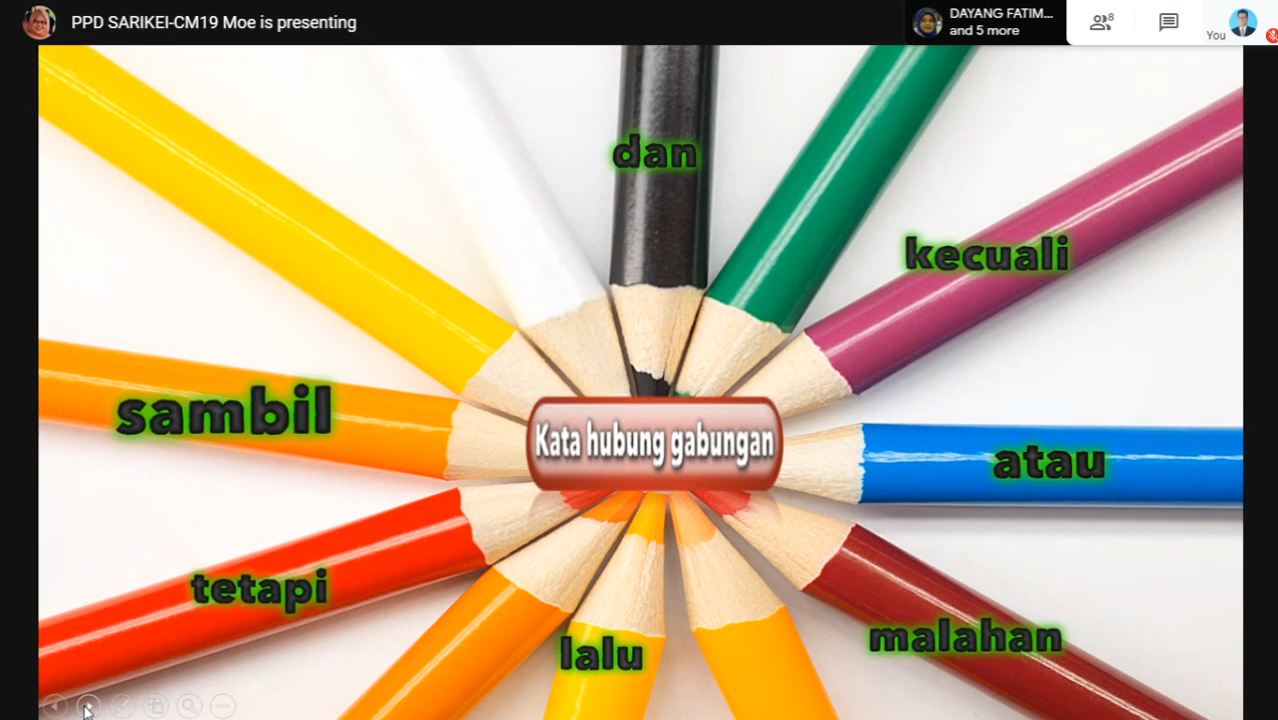 PPD SARIKEI-CM19 Moe is presenting
DAYANG FATIM...
and 5 more
8
You
dan
kecuali
sambil
Kata hubung gabungan
atau
tetapi
malahan
lalu